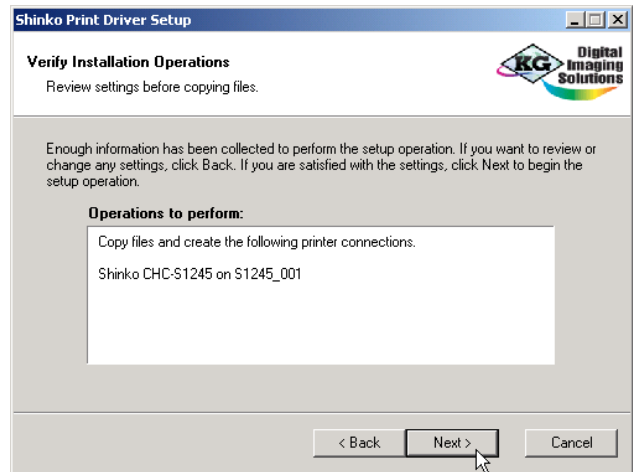 Shinko Print Driver Setup
Verify Installation Operations
Review settings before copying files.
KG
Digital
Imaging
Solutions
Enough information has been collected to perform the setup operation. If you want to review or
change any settings, click Back. If you are satisfied with the settings, click Next to begin the
setup operation.
Operations to perform:
Copy files and create the following printer connections.
Shinko CHC-S1245 on S1245_001
< Back
Next >
Cancel